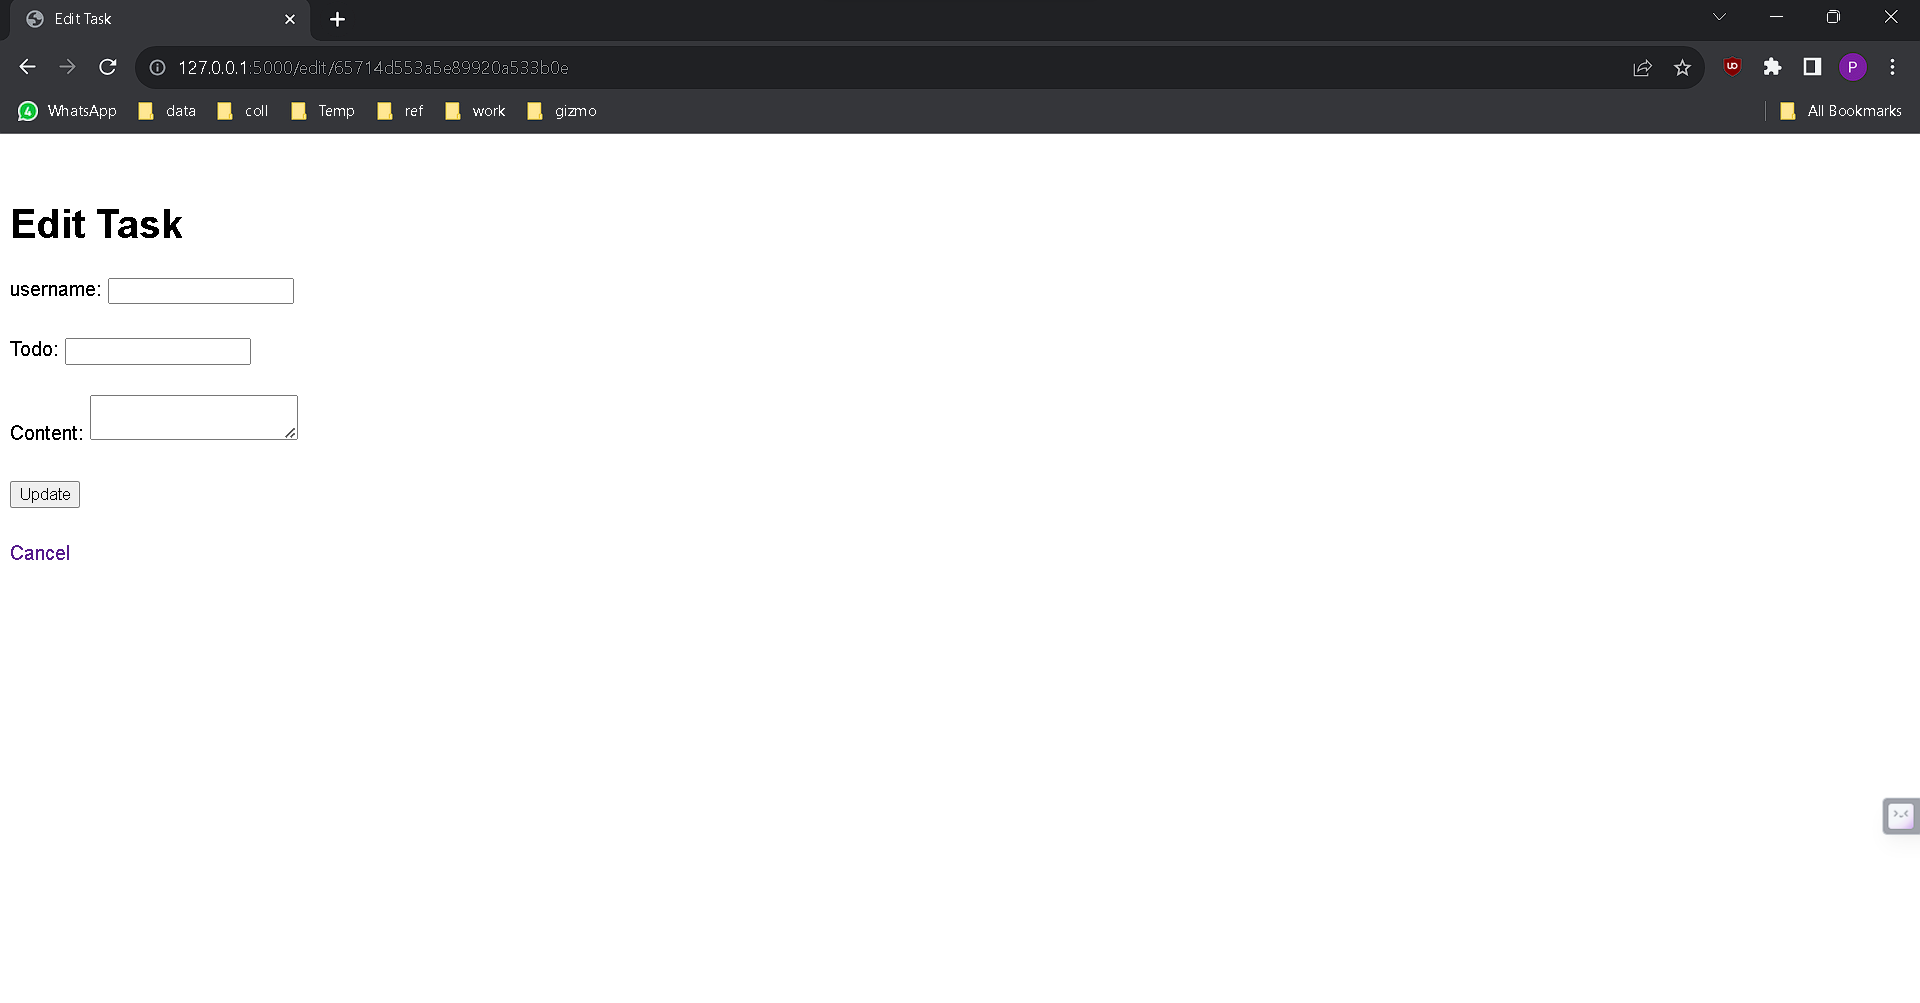 Edit Task
127.0.0.1:5000/edit/65714d553a5e89920a533b0e
P
4 WhatsApp data coll Temp ref work gizmo All Bookmarks
Edit Task
username:
Todo:
Content:
Update
Cancel